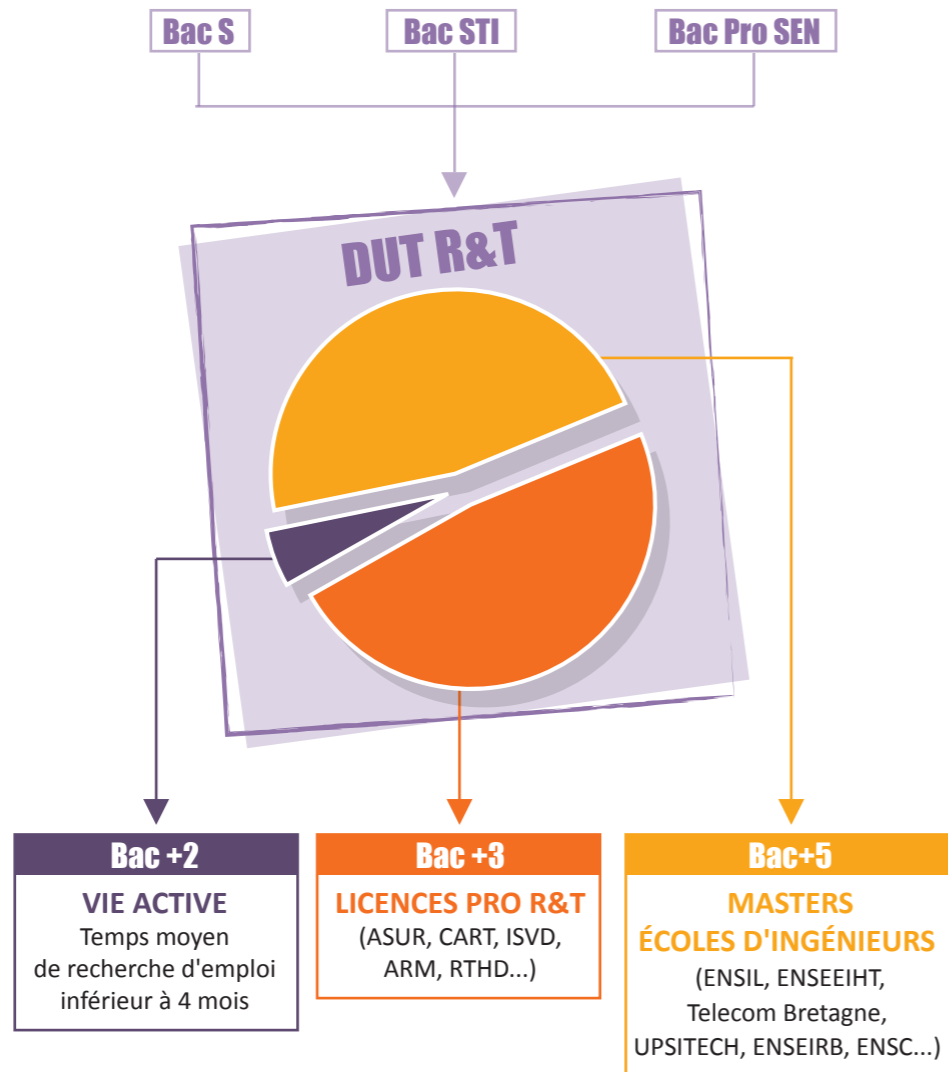 Bac S
Bac STI
Bac Pro SEN
DUT R&T
Bac +2
VIE ACTIVE
Temps moyen
de recherche d'emploi
inférieur à 4 mois
Bac +3
LICENCES PRO R&T
(ASUR, CART, ISVD,
ARM, RTHD...)
Bac+5
MASTERS
ÉCOLES D'INGÉNIEURS
(ENSIL, ENSEEIHT,
Telecom Bretagne,
UPSITECH, ENSEIRB, ENSC...)